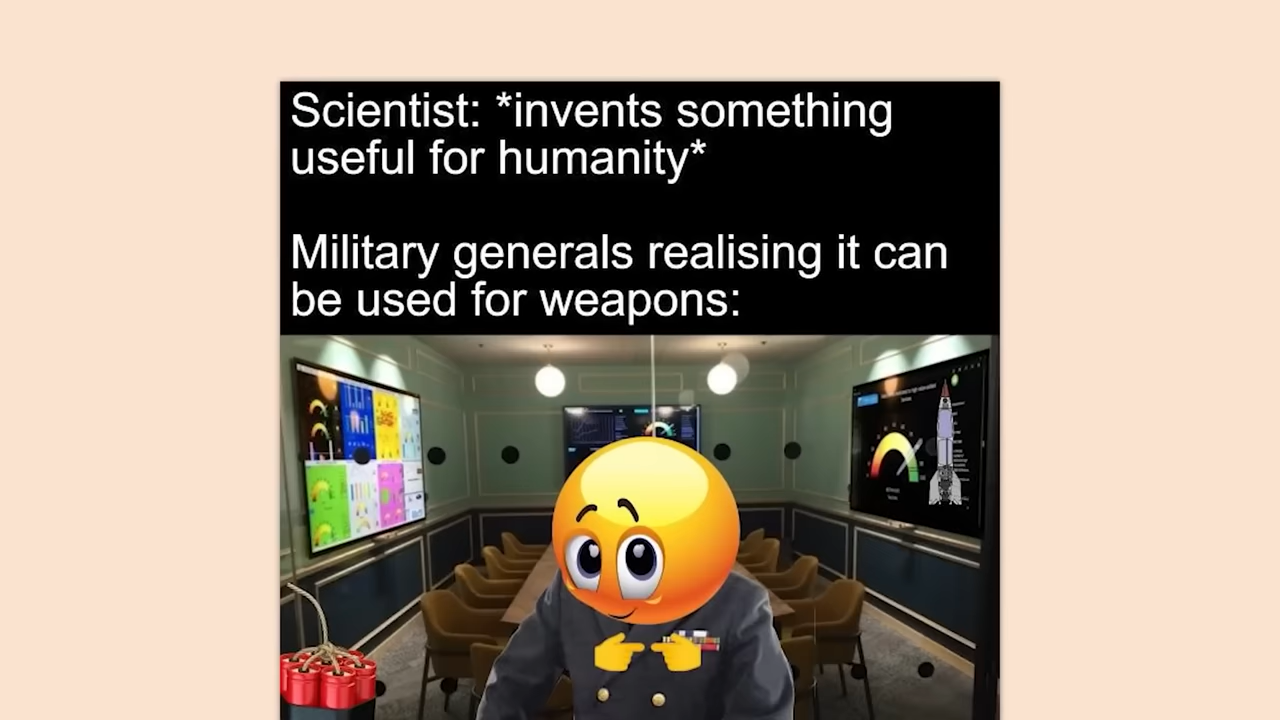 Scientist: *invents something
useful for humanity*
Military generals realising it can
be used for weapons: